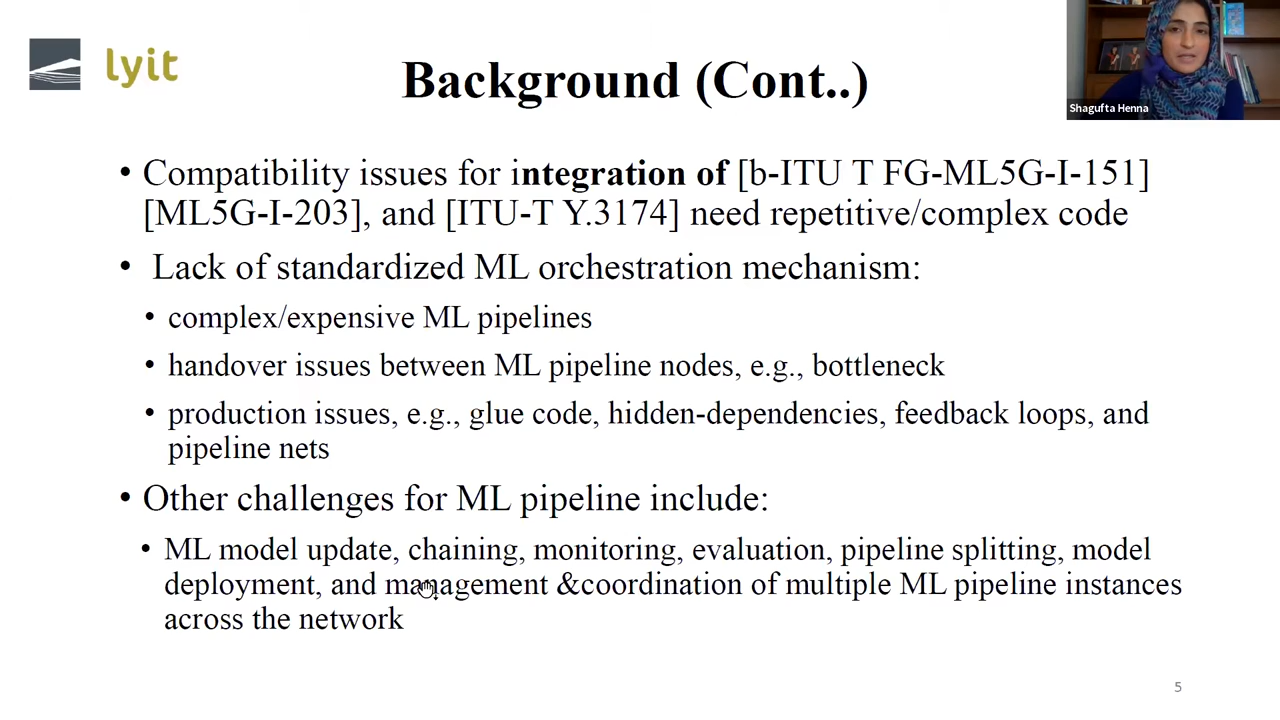 lyit
Background (Cont..)
Shagufta Henna
• Compatibility issues for integration of [b-ITU T FG-ML5G-I-151]
[ML5G-I-203], and [ITU-T Y.3174] need repetitive/complex code
• Lack of standardized ML orchestration mechanism:
• complex/expensive ML pipelines
• handover issues between ML pipeline nodes, e.g., bottleneck
• production issues, e.g., glue code, hidden-dependencies, feedback loops, and
pipeline nets
• Other challenges for ML pipeline include:
• ML model update, chaining, monitoring, evaluation, pipeline splitting, model
deployment, and management &coordination of multiple ML pipeline instances
across the network
5